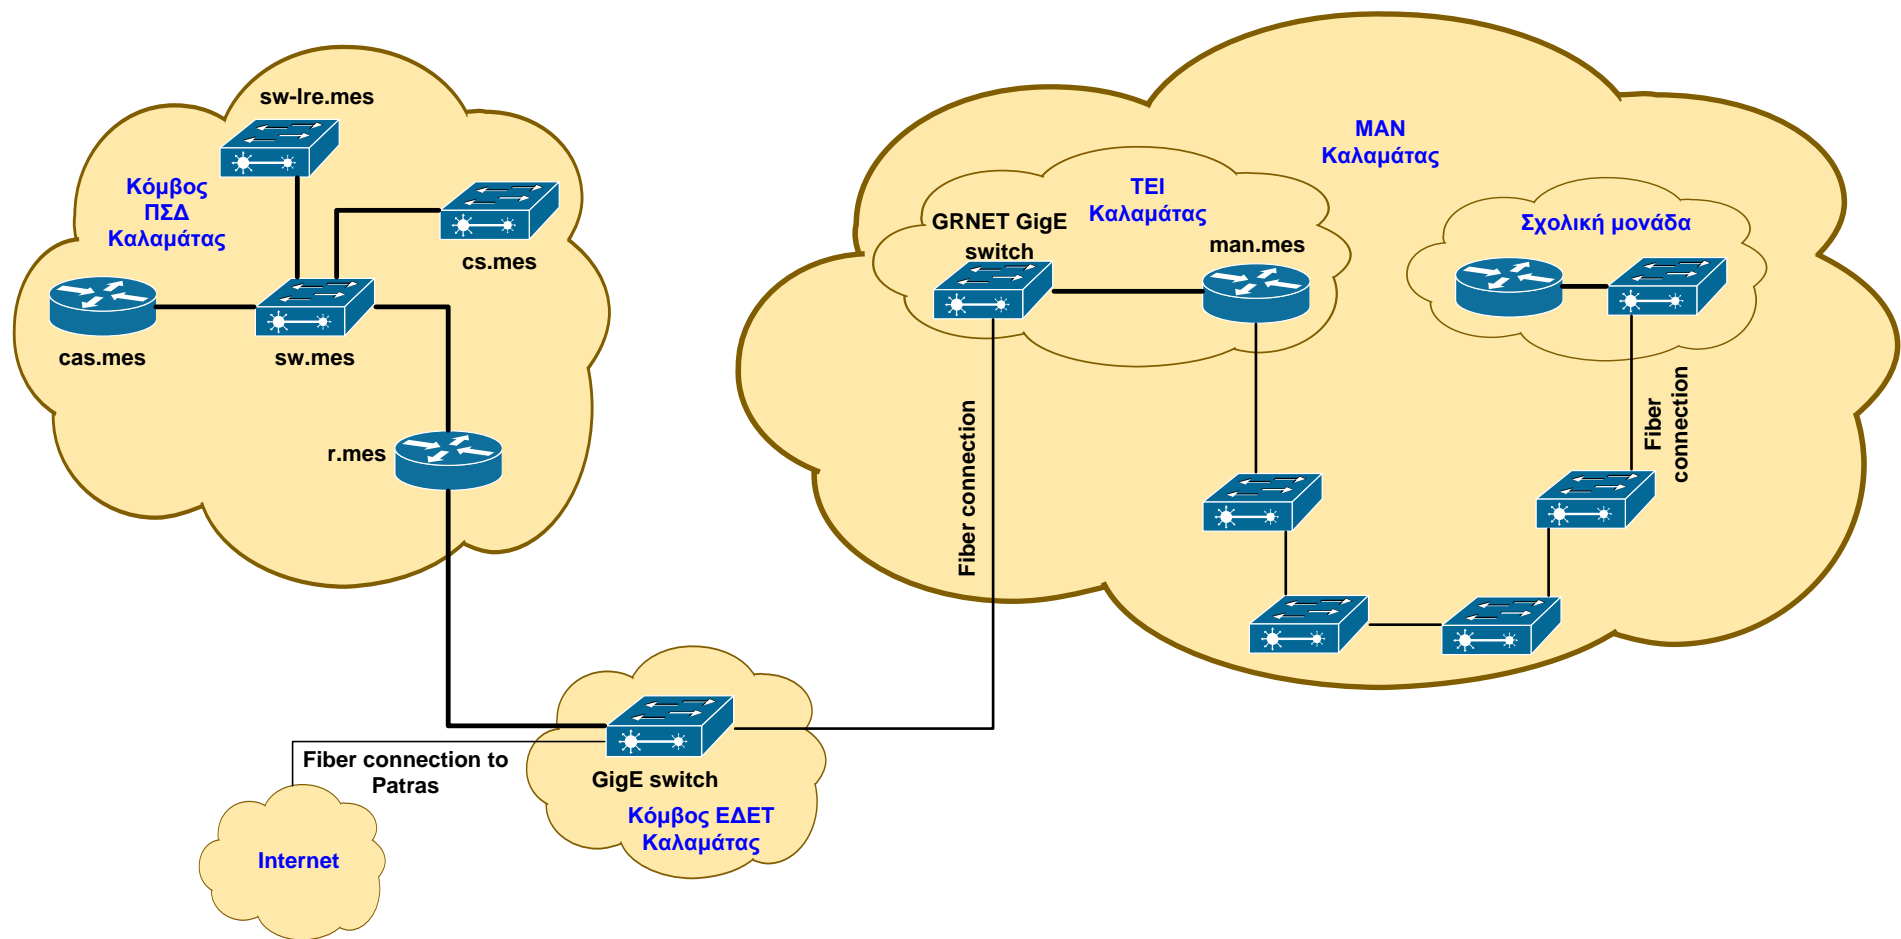 sw-lre.mes
Κόμβος
ΠΣΔ
Καλαμάτας
cs.mes
cas.mes
sw.mes
r.mes
MAN
Καλαμάτας
ΤΕΙ
Καλαμάτας
GRNET GigE
switch
man.mes
Σχολική μονάδα
Fiber
connection
Fiber connection
Fiber connection to
Patras
GigE switch
Κόμβος ΕΔΕΤ
Καλαμάτας
Internet